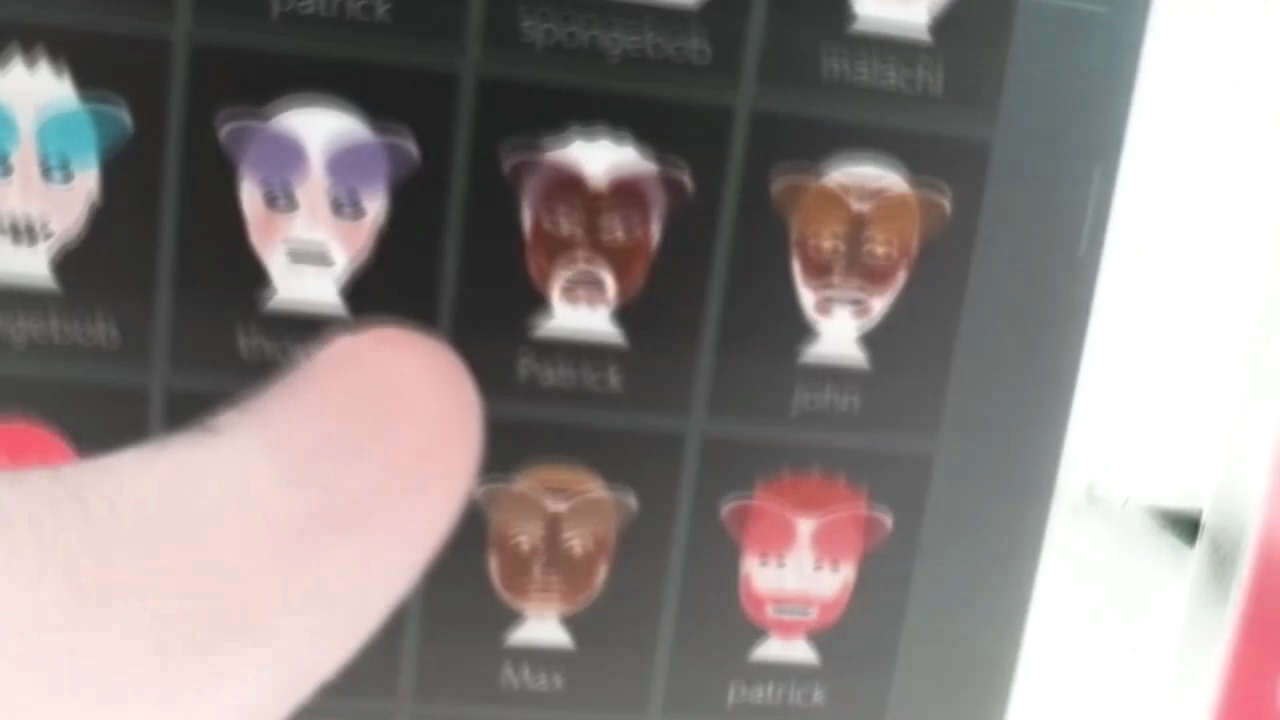 patrick
spongebob
malachi
ngebob
Patrick
john
Max
patrick